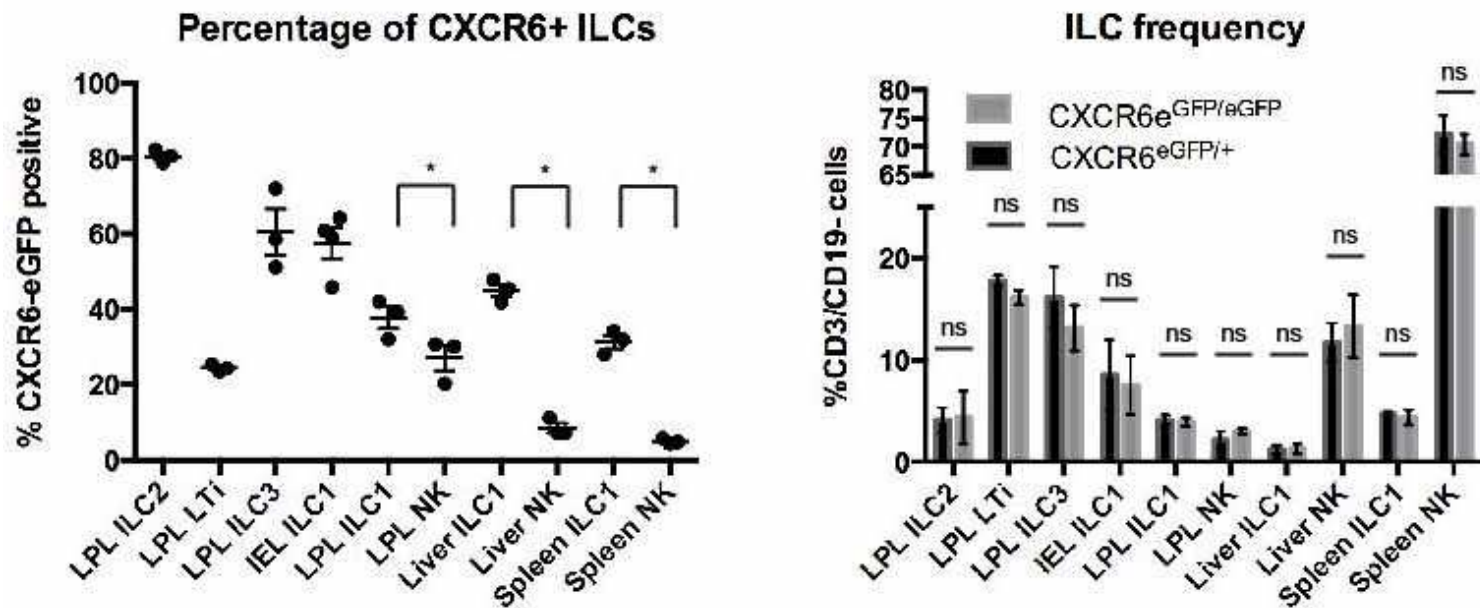 Percentage of CXCR6+ ILCs
% CXCR6-eGFP positive
100
80
60
40
20
0
*
*
*
LPL ILC2
LPL LTi
LPL ILC3
IEL ILC1
LPL ILC1
LPL NK
Liver ILC1
Liver NK
Spleen ILC1
Spleen NK
ILC frequency
%CD3/CD19- cells
80
75
70
65
20
10
0
CXCR6e^GFP/eGFP
CXCR6^eGFP/+
ns
ns
ns
ns
ns
ns
ns
ns
ns
ns
LPL ILC2
LPL LTi
LPL ILC3
IEL ILC1
LPL ILC1
LPL NK
Liver ILC1
Liver NK
Spleen ILC1
Spleen NK